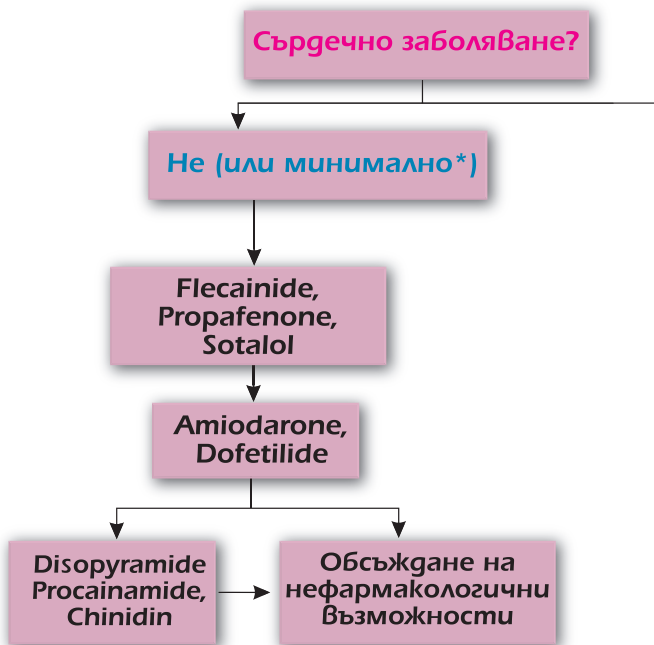 Сърдечно заболяване?
Не (или минимално*)
Flecainide,
Propafenone,
Sotalol
Amiodarone,
Dofetilide
Disopyramide
Procainamide,
Chinidin
Обсъждане на
нефармакологични
възможности